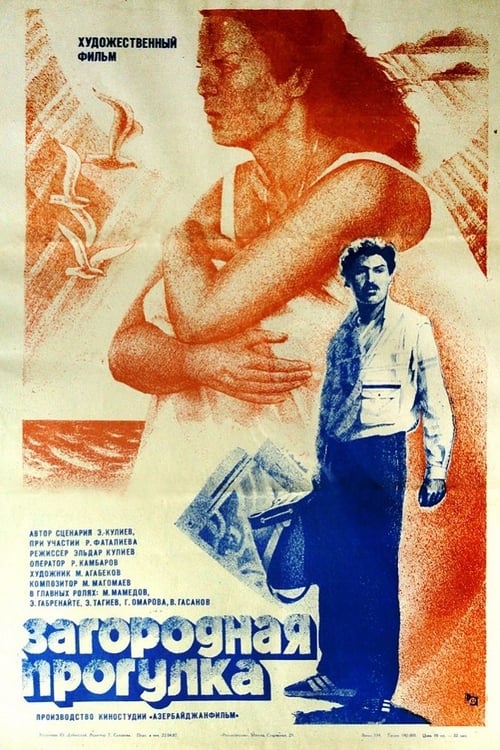 ХУДОЖЕСТВЕННЫЙ
ФИЛЬМ
АВТОР СЦЕНАРИЯ Э. КУЛИЕВ,
ПРИ УЧАСТИИ Р. ФАТАЛИЕВА
РЕЖИССЕР ЭЛЬДАР КУЛИЕВ
ОПЕРАТОР Р. КАМБАРОВ
ХУДОЖНИК М. АГАБЕКОВ
КОМПОЗИТОР М. МАГОМАЕВ
В ГЛАВНЫХ РОЛЯХ: М. МАМЕДОВ,
Э. ГАБРЕНАЙТЕ, Э. ТАГИЕВ, Г. ОМАРОВА, В. ГАСАНОВ
ЗАГОРОДНАЯ
ПРОГУЛКА
ПРОИЗВОДСТВО КИНОСТУДИИ «АЗЕРБАЙДЖАНФИЛЬМ»